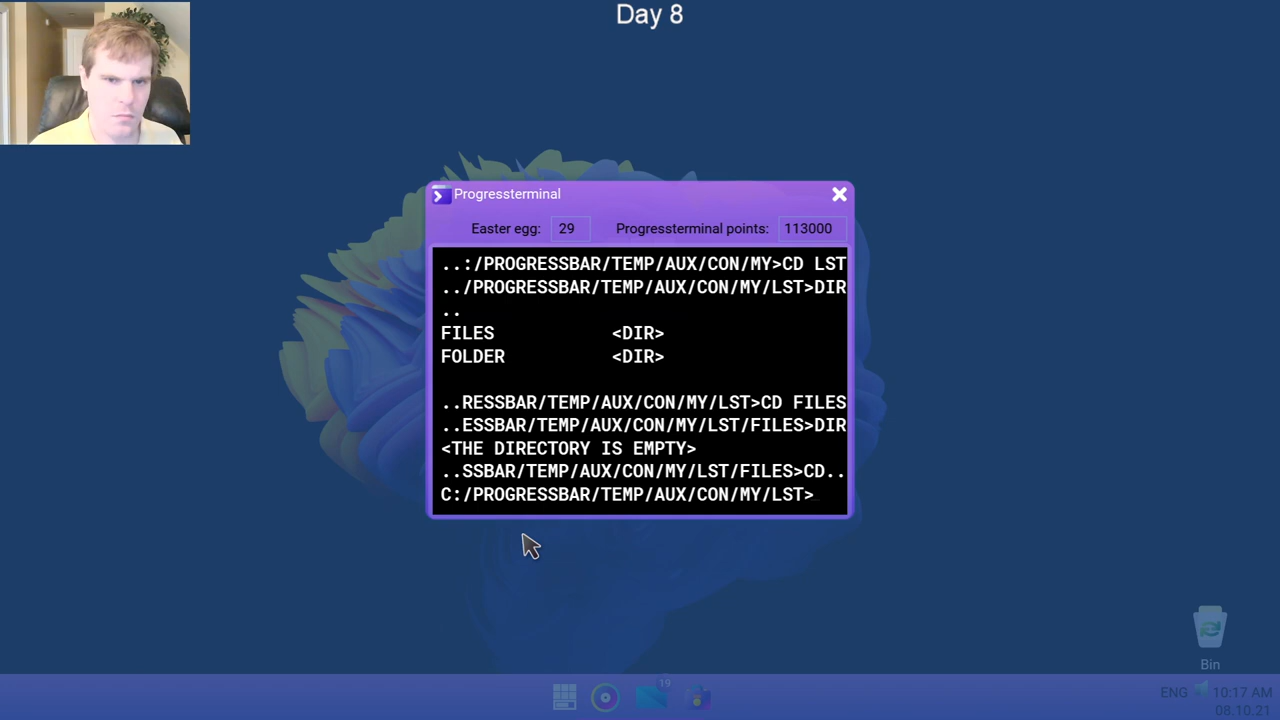 Day 8
Progressterminal
Easter egg: 29 Progressterminal points: 113000
..:/PROGRESSBAR/TEMP/AUX/CON/MY>CD LST
../PROGRESSBAR/TEMP/AUX/CON/MY/LST>DIR
..
FILES <DIR>
FOLDER <DIR>
..RESSBAR/TEMP/AUX/CON/MY/LST>CD FILES
..ESSBAR/TEMP/AUX/CON/MY/LST/FILES>DIR
<THE DIRECTORY IS EMPTY>
..SSBAR/TEMP/AUX/CON/MY/LST/FILES>CD..
C:/PROGRESSBAR/TEMP/AUX/CON/MY/LST>
Bin
19
ENG 10:17 AM
08.10.21